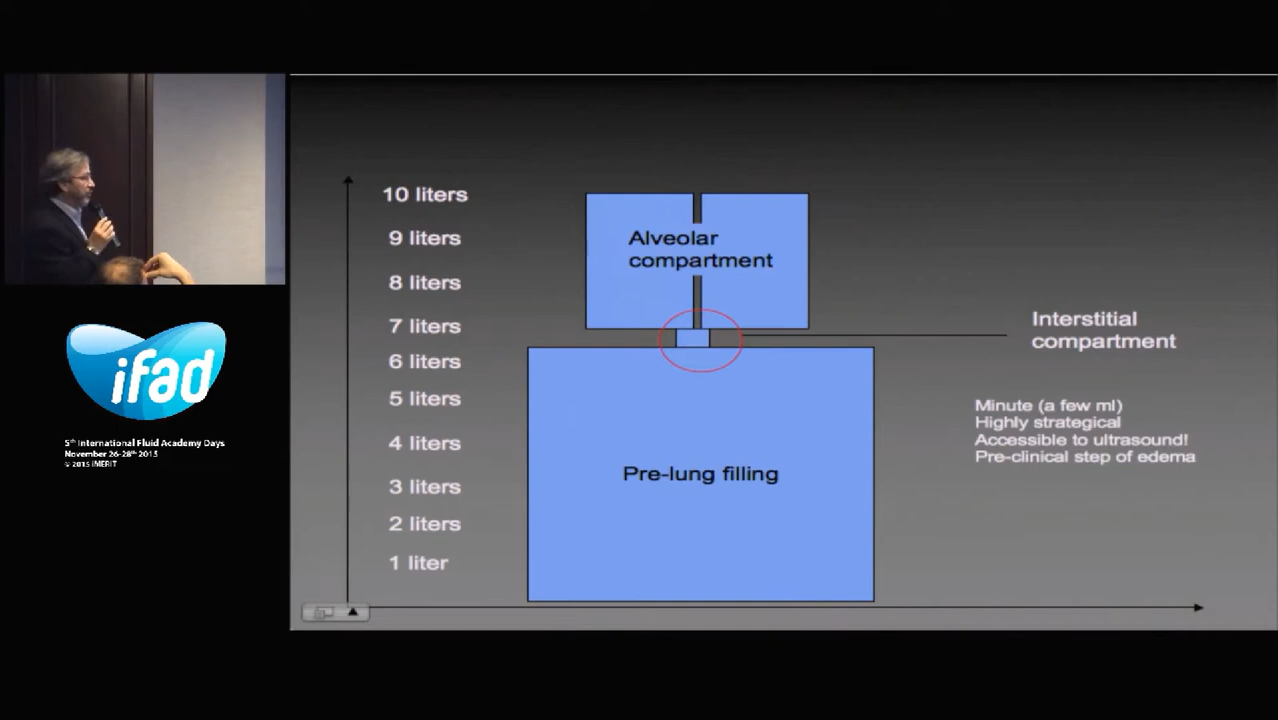 10 liters
9 liters
8 liters
7 liters
6 liters
5 liters
4 liters
3 liters
2 liters
1 liter
Alveolar
compartment
Pre-lung filling
Interstitial
compartment
Minute (a few ml)
Highly strategical
Accessible to ultrasound!
Pre-clinical step of edema
ifad
5th International Fluid Academy Days
November 26-28th 2015
© 2015 iMERIT